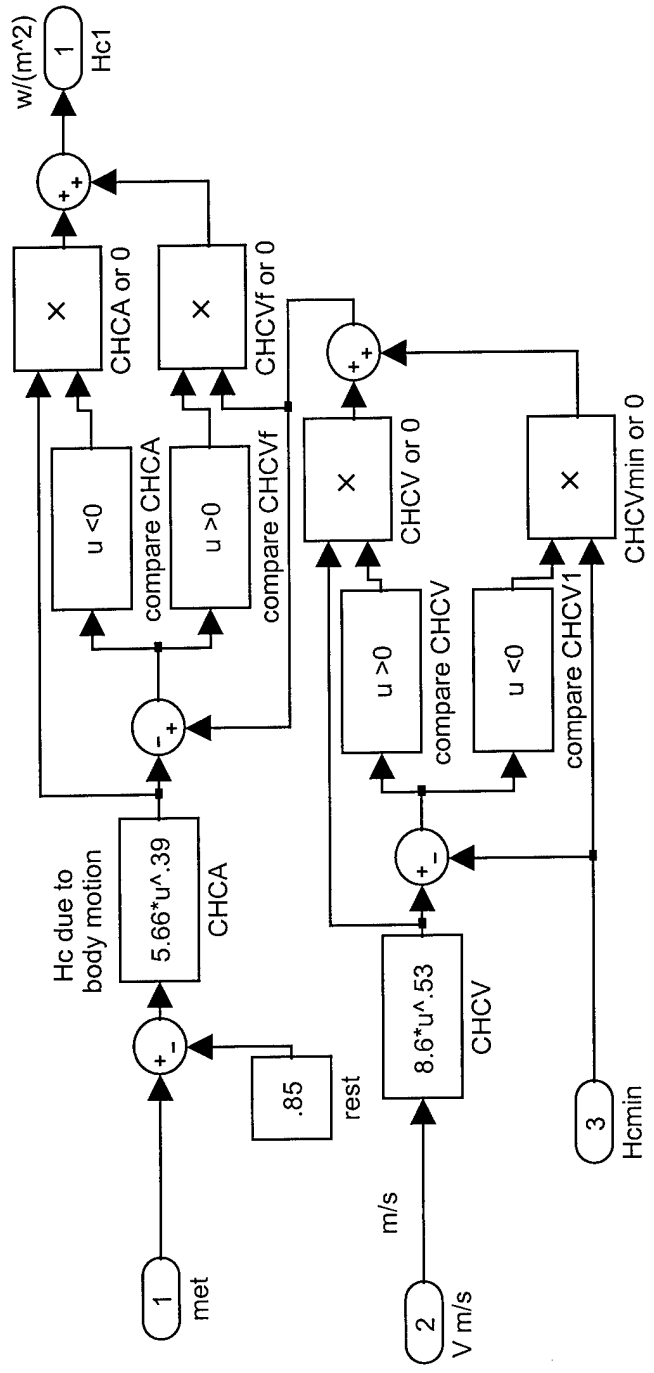 Hc due to
body motion
1
met
+
-
.85
rest
5.66*u^.39
CHCA
-
+
u <0
compare CHCA
u >0
compare CHCVf
×
CHCA or 0
×
CHCVf or 0
+
+
w/(m^2)
1
Hc1
2
V m/s
m/s
8.6*u^.53
CHCV
+
-
u >0
compare CHCV
u <0
compare CHCV1
×
CHCV or 0
×
CHCVmin or 0
+
+
3
Hcmin